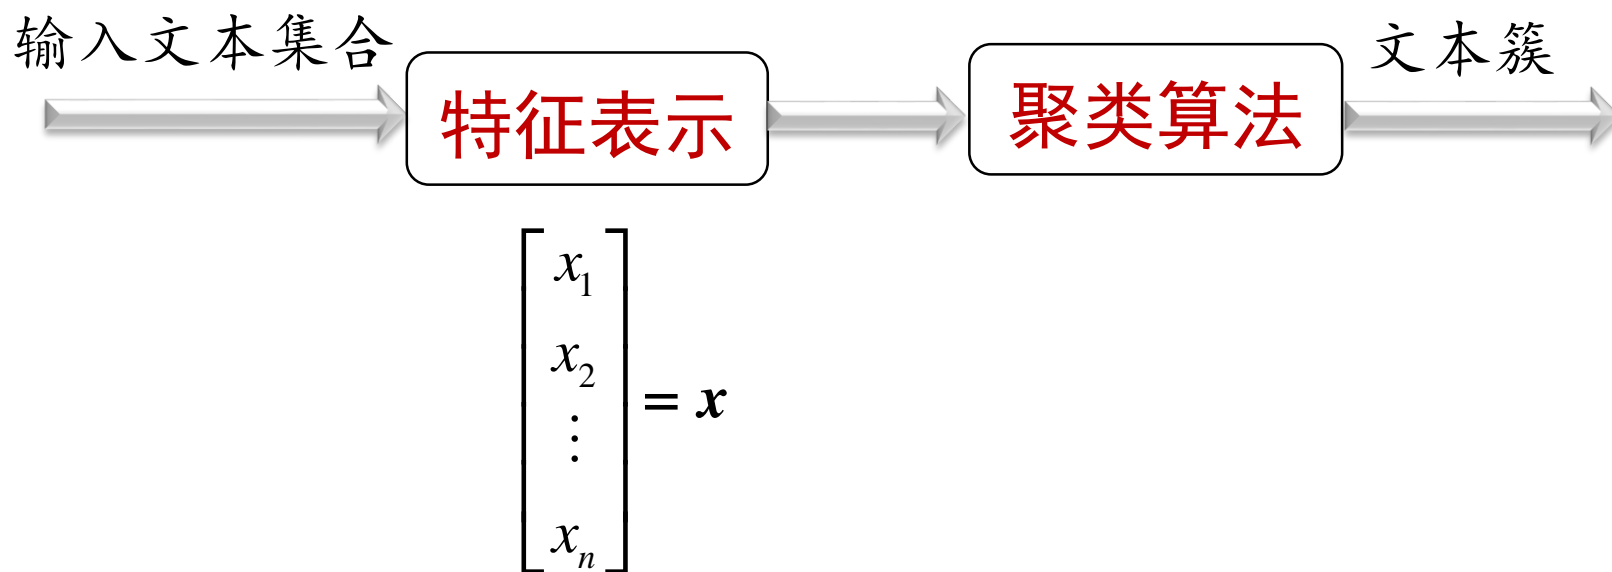 输入文本集合
特征表示
聚类算法
文本簇
x₁
x₂
⋮
xₙ
= x